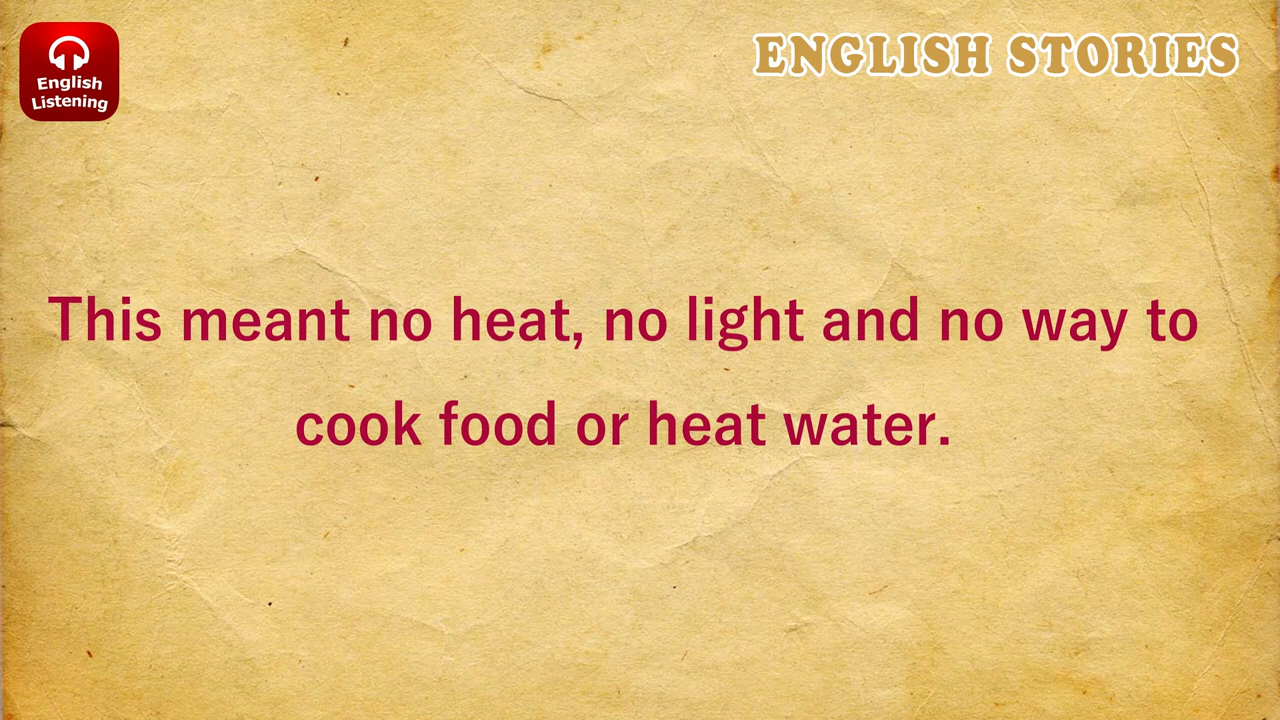 English
Listening
ENGLISH STORIES
This meant no heat, no light and no way to
cook food or heat water.